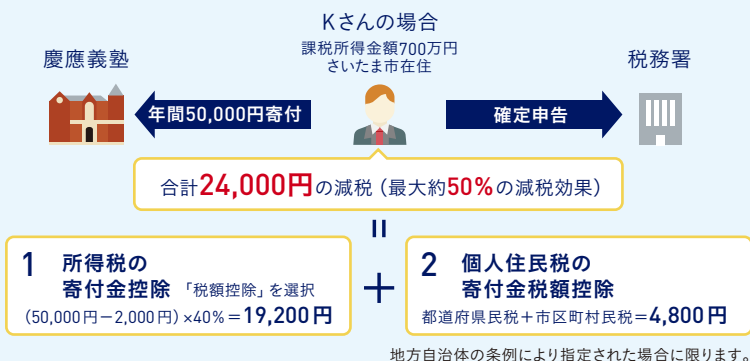 Kさんの場合
課税所得金額700万円
さいたま市在住
慶應義塾
税務署
年間50,000円寄付
確定申告
合計24,000円の減税（最大約50%の減税効果）
=
1 所得税の
寄付金控除 「税額控除」を選択
（50,000円－2,000円）×40%＝19,200円
+
2 個人住民税の
寄付金税額控除
都道府県民税＋市区町村民税＝4,800円
地方自治体の条例により指定された場合に限ります。